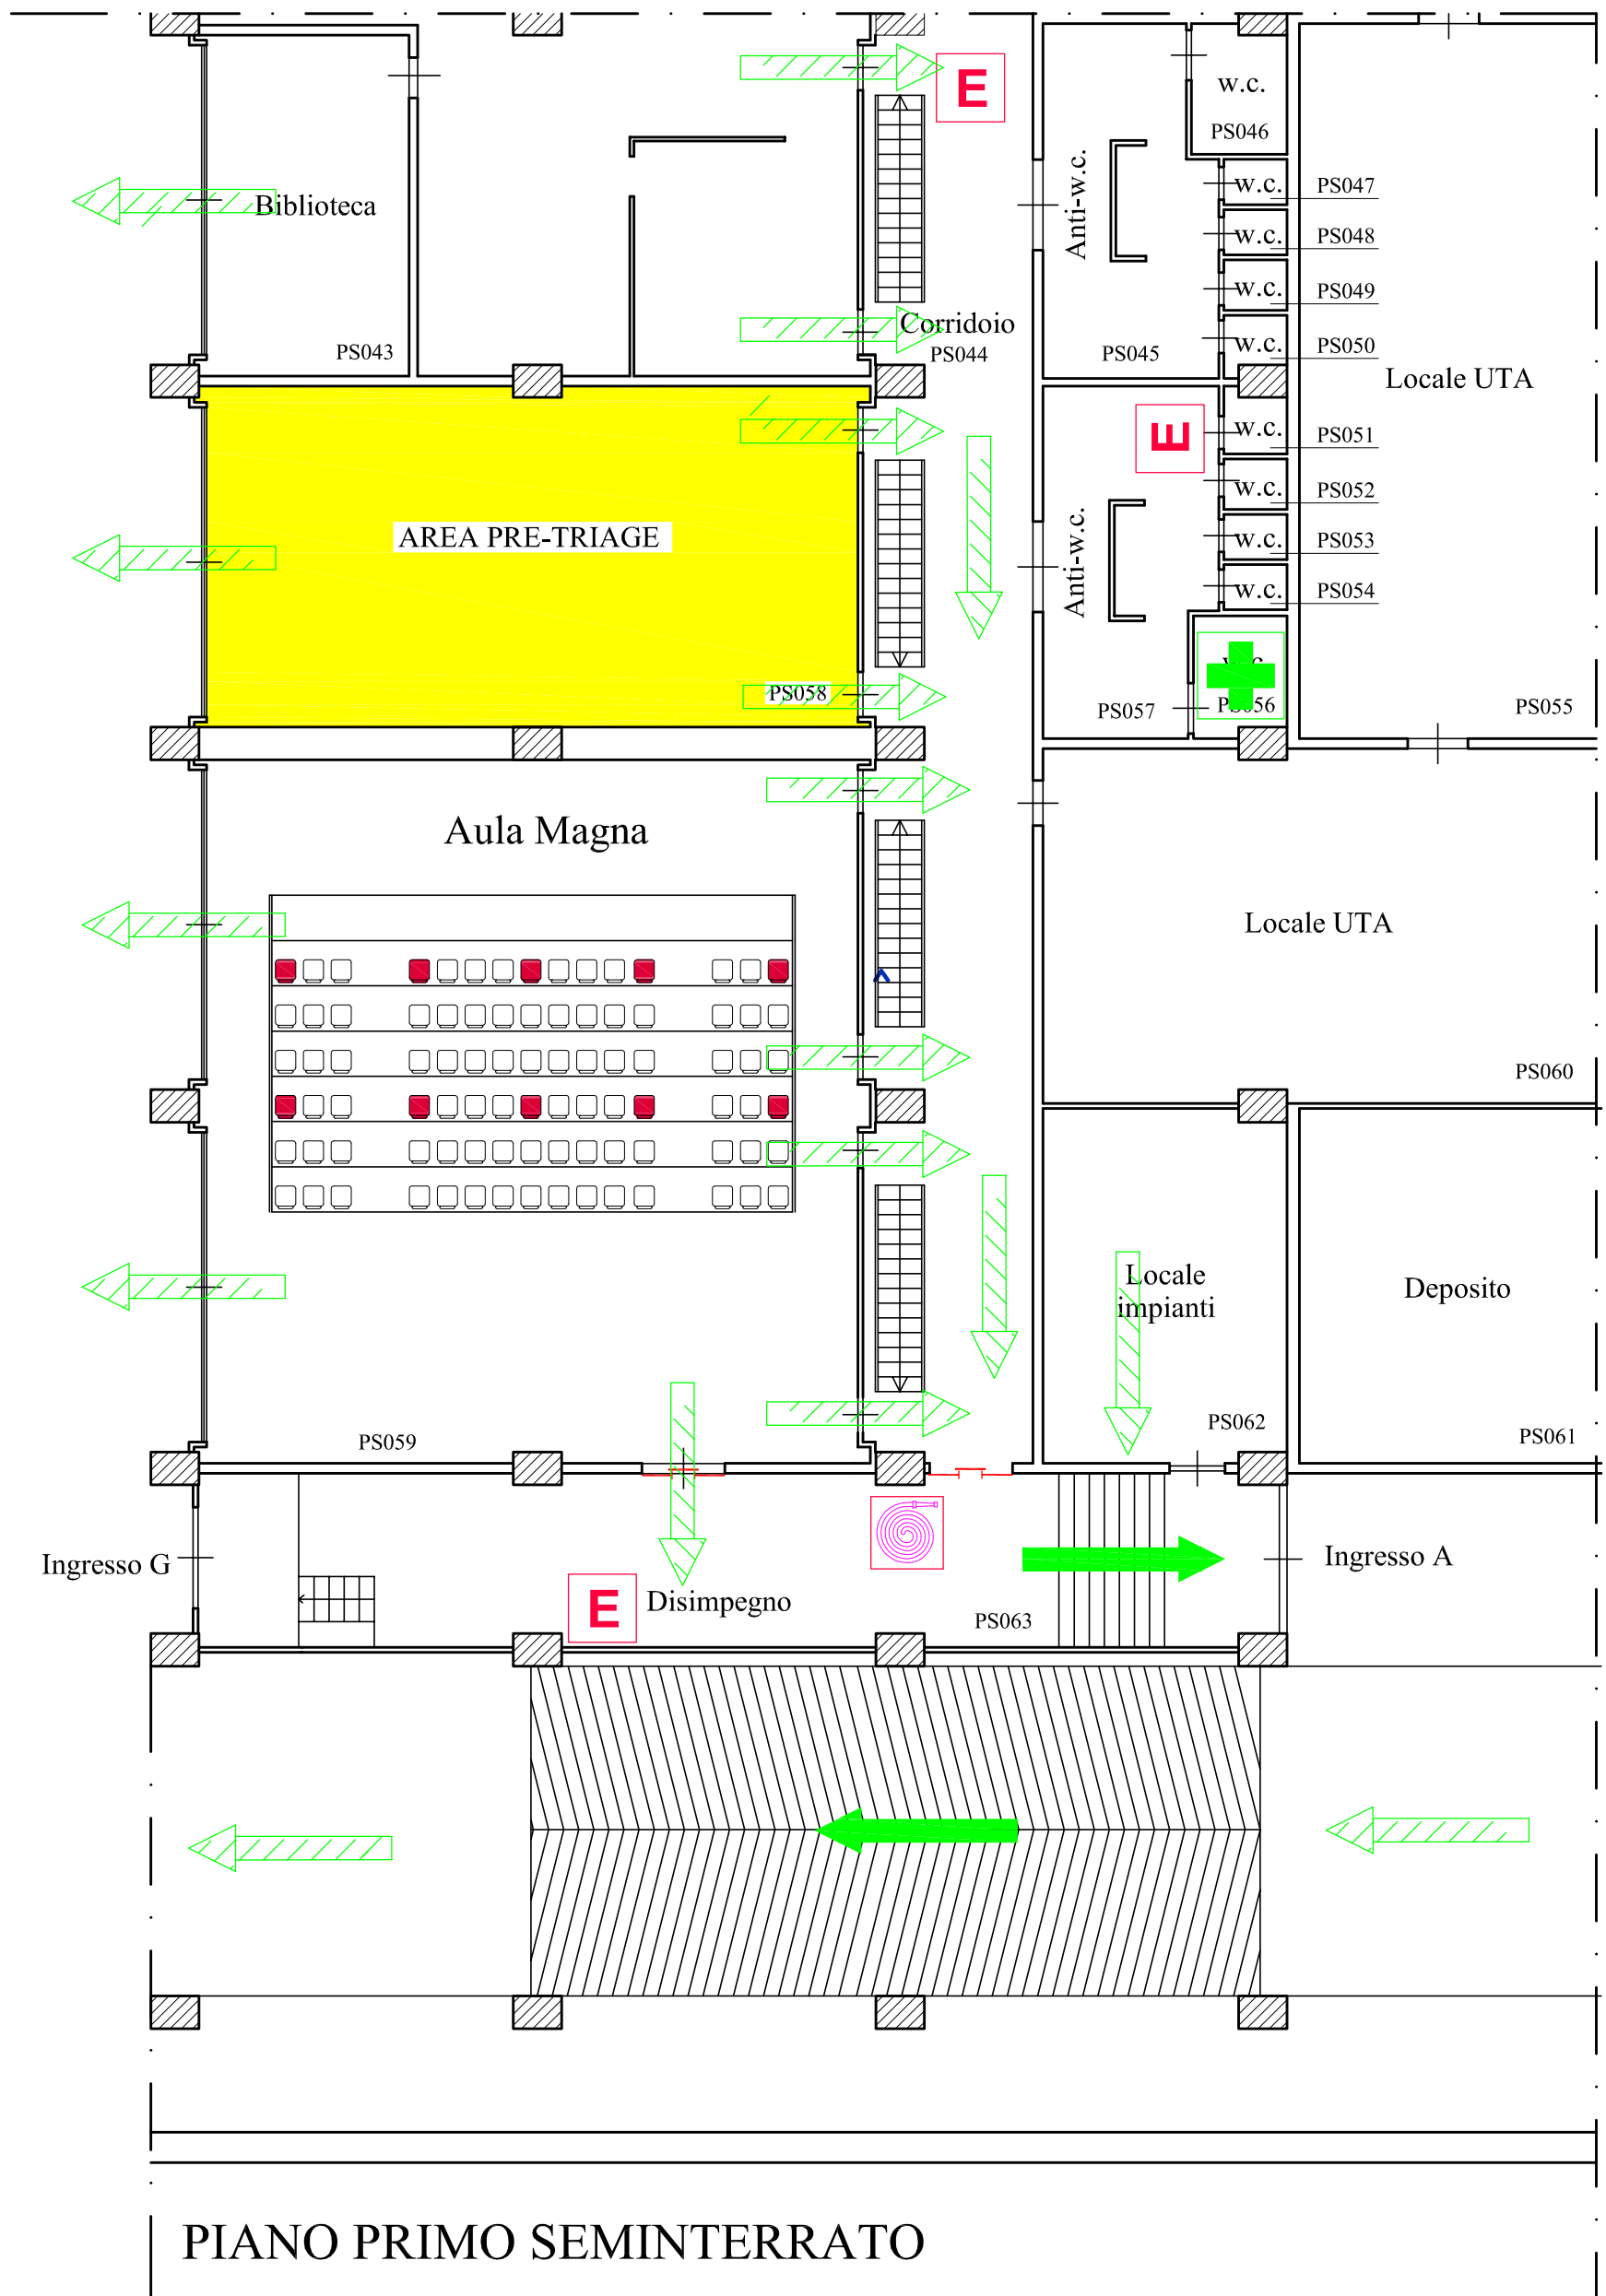 E
w.c.
PS046
Anti-w.c.
w.c. PS047
Biblioteca
w.c. PS048
w.c. PS049
Corridoio
PS043
PS044
PS045
w.c. PS050
Locale UTA
E
w.c. PS051
AREA PRE-TRIAGE
w.c. PS052
w.c. PS053
Anti-w.c.
w.c. PS054
w.c.
PS058
PS057
PS056
PS055
Aula Magna
Locale UTA
PS060
Locale
impianti
Deposito
PS059
PS062
PS061
Ingresso G
Ingresso A
E
Disimpegno
PS063
PIANO PRIMO SEMINTERRATO